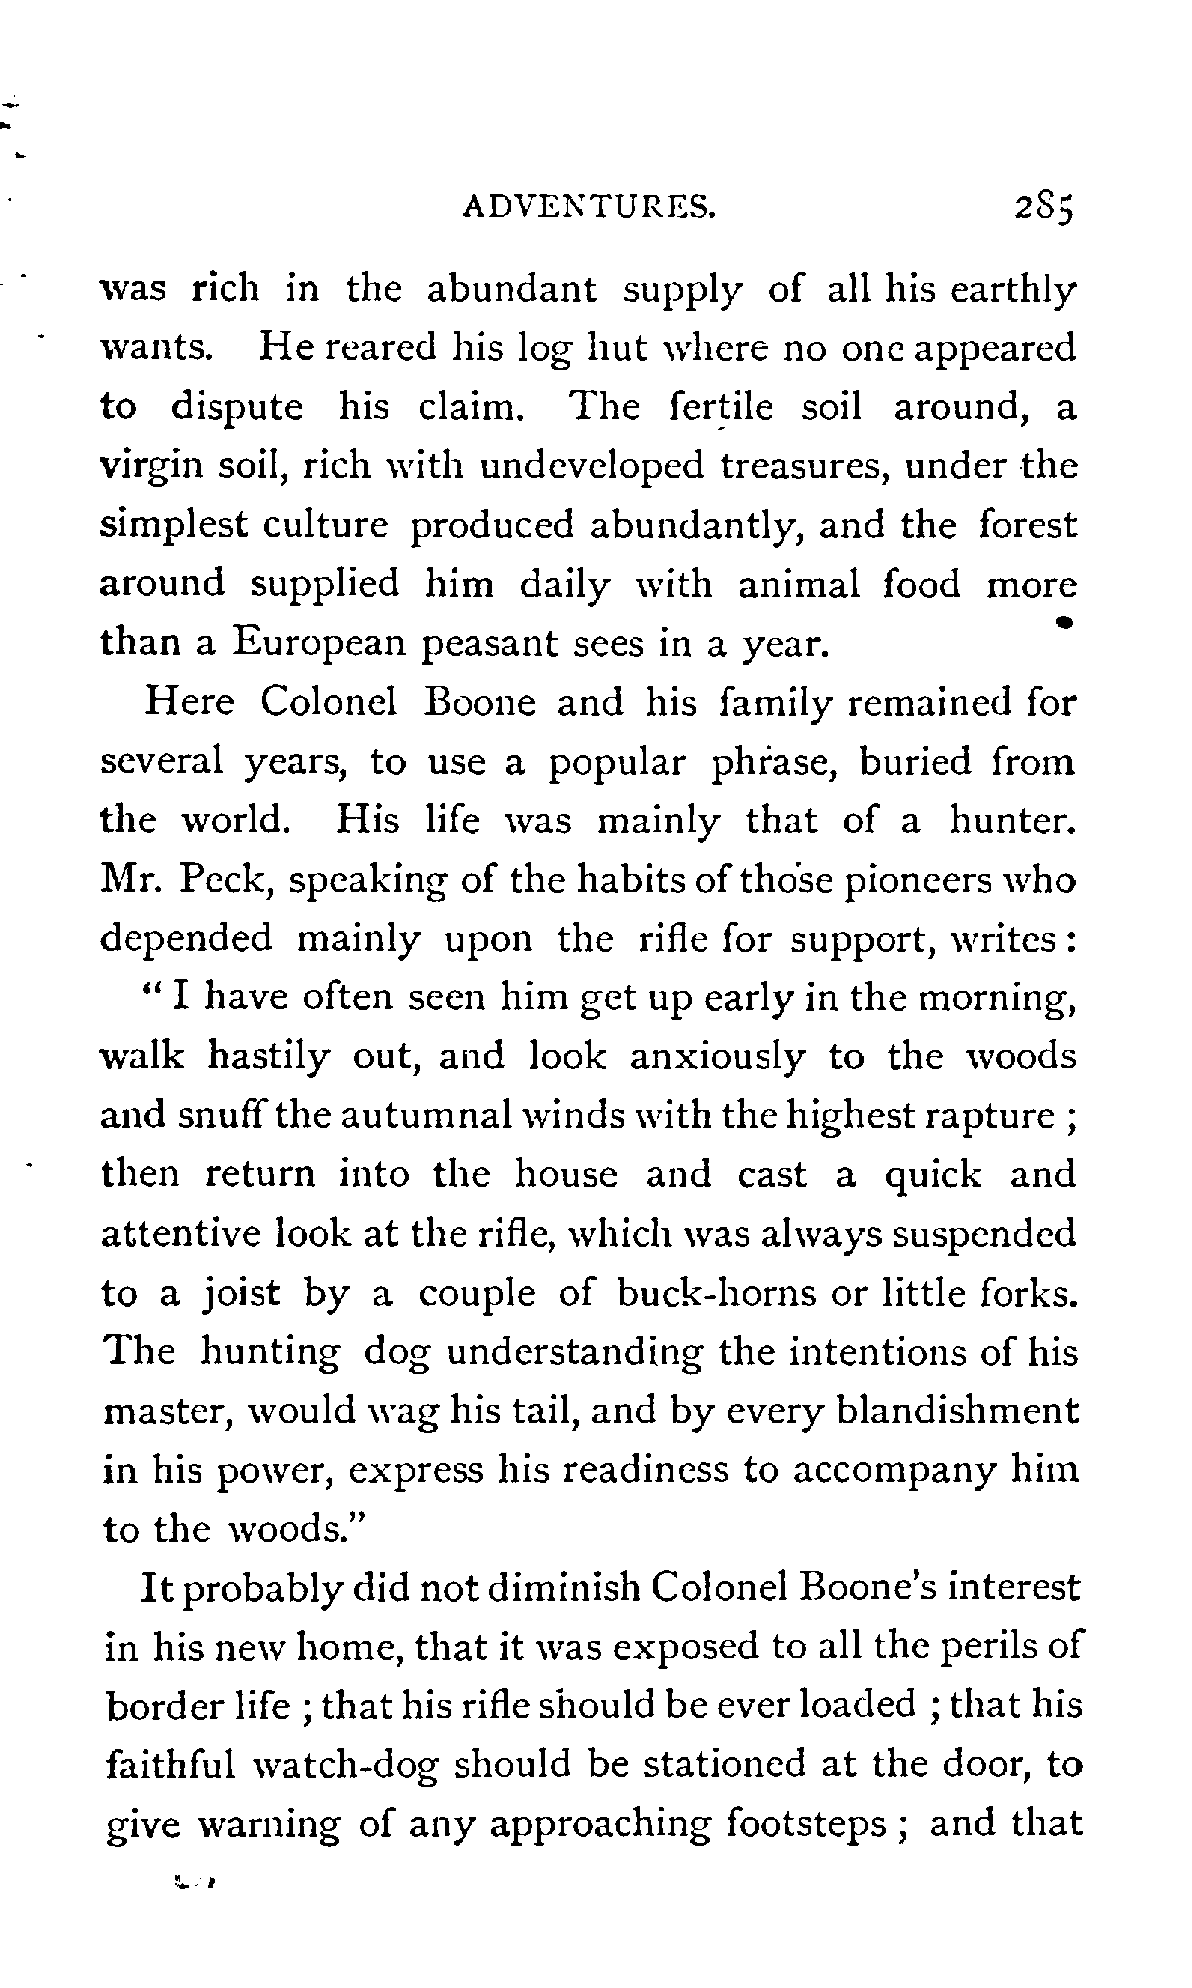 ADVENTURES. 285
was rich in the abundant supply of all his earthly
wants. He reared his log hut where no one appeared
to dispute his claim. The fertile soil around, a
virgin soil, rich with undeveloped treasures, under the
simplest culture produced abundantly, and the forest
around supplied him daily with animal food more
than a European peasant sees in a year.
Here Colonel Boone and his family remained for
several years, to use a popular phrase, buried from
the world. His life was mainly that of a hunter.
Mr. Peck, speaking of the habits of those pioneers who
depended mainly upon the rifle for support, writes :
“ I have often seen him get up early in the morning,
walk hastily out, and look anxiously to the woods
and snuff the autumnal winds with the highest rapture ;
then return into the house and cast a quick and
attentive look at the rifle, which was always suspended
to a joist by a couple of buck-horns or little forks.
The hunting dog understanding the intentions of his
master, would wag his tail, and by every blandishment
in his power, express his readiness to accompany him
to the woods.”
It probably did not diminish Colonel Boone's interest
in his new home, that it was exposed to all the perils of
border life ; that his rifle should be ever loaded ; that his
faithful watch-dog should be stationed at the door, to
give warning of any approaching footsteps ; and that